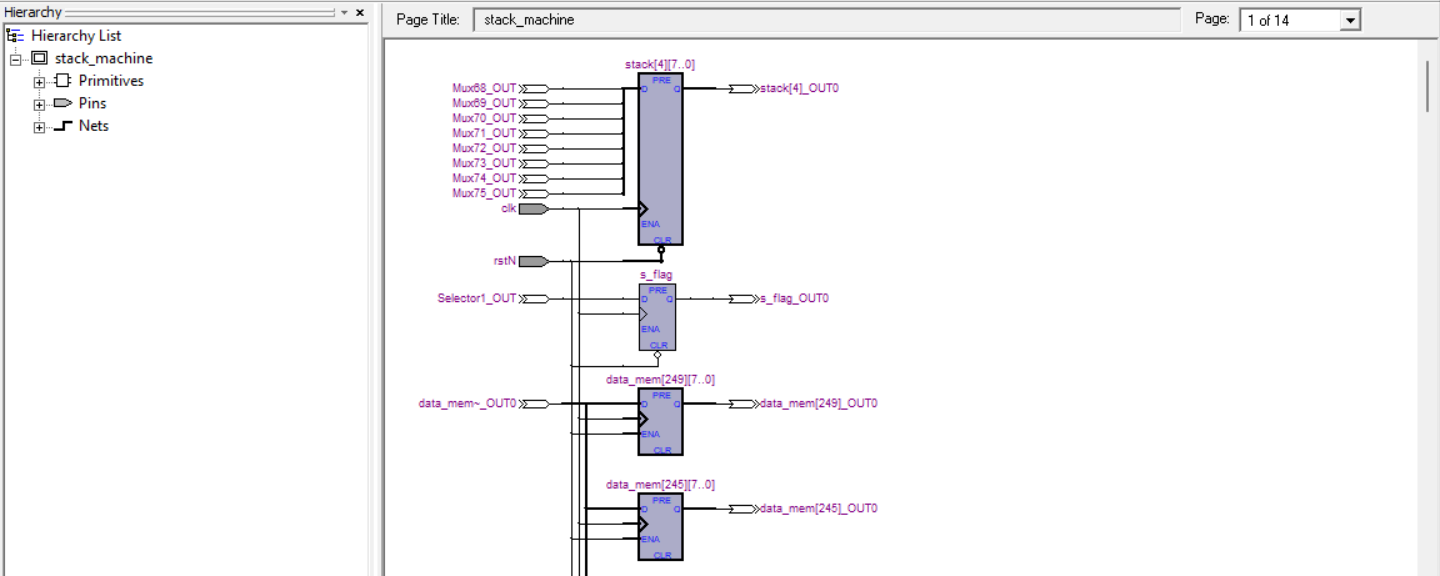 Hierarchy
Hierarchy List
stack_machine
Primitives
Pins
Nets
Page Title: stack_machine
Page: 1 of 14
stack[4][7..0]
Mux68_OUT
Mux69_OUT
Mux70_OUT
Mux71_OUT
Mux72_OUT
Mux73_OUT
Mux74_OUT
Mux75_OUT
clk
PRE
D Q
ENA
CLR
stack[4]_OUT0
rstN
s_flag
Selector1_OUT
PRE
D Q
ENA
CLR
s_flag_OUT0
data_mem[249][7..0]
data_mem~_OUT0
PRE
D Q
ENA
CLR
data_mem[249]_OUT0
data_mem[245][7..0]
PRE
D Q
ENA
CLR
data_mem[245]_OUT0